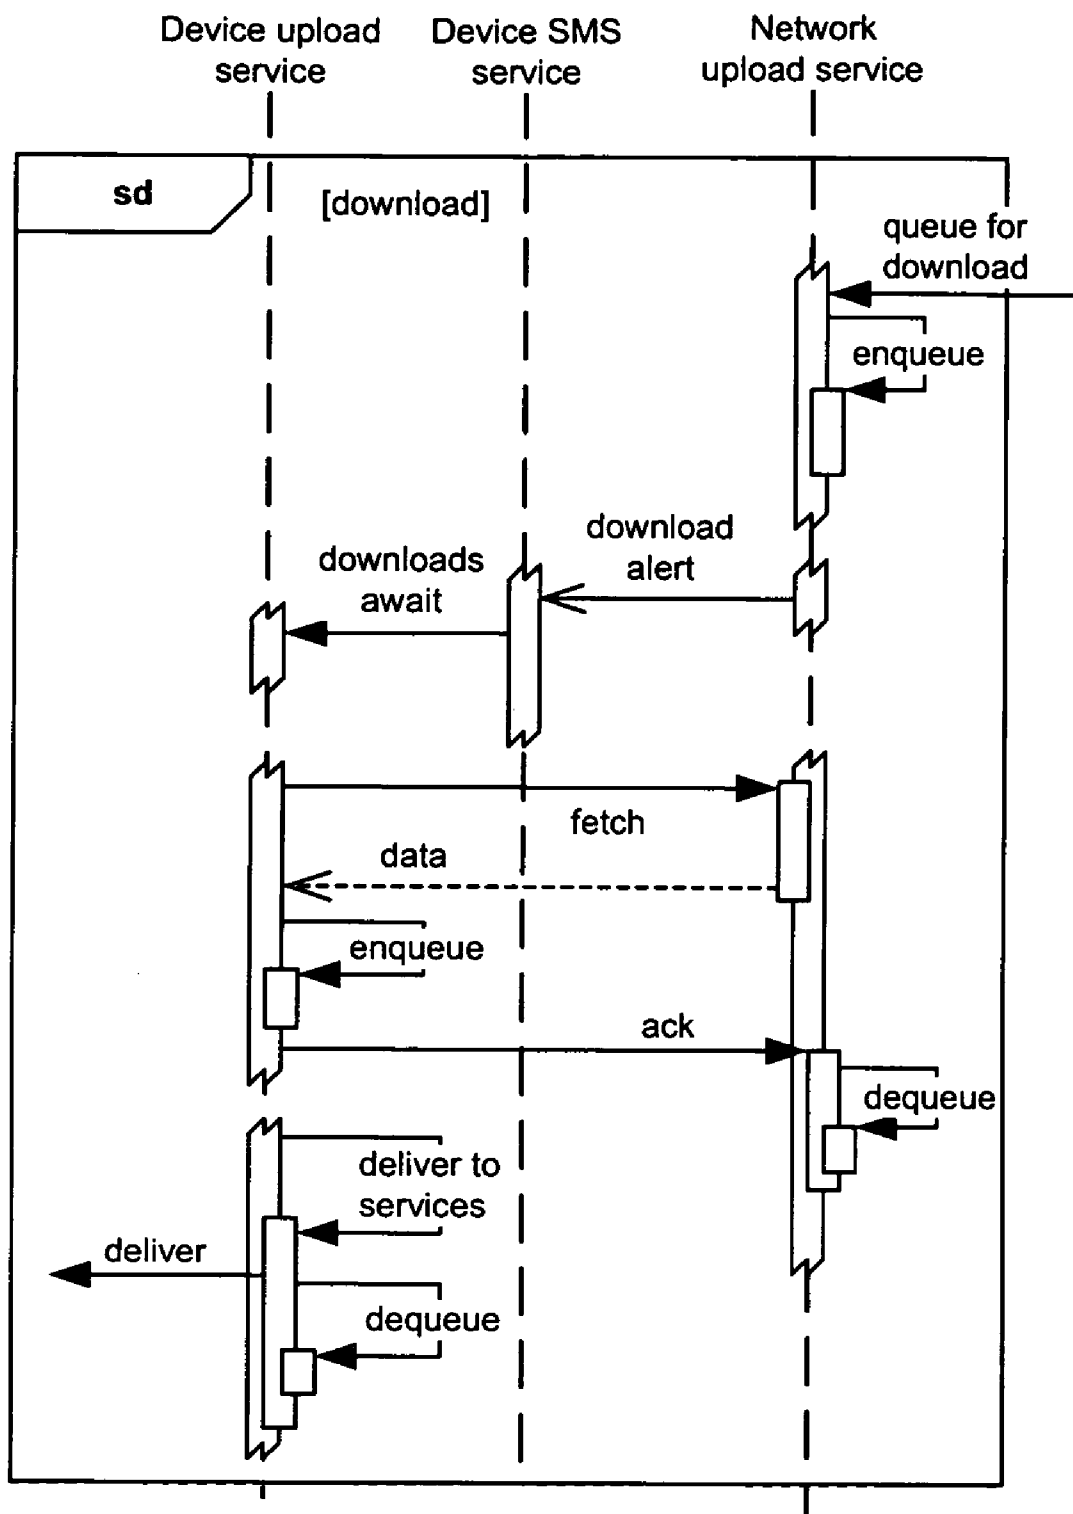 Device upload
service
Device SMS
service
Network
upload service
sd
[download]
queue for
download
enqueue
download
alert
downloads
await
fetch
data
enqueue
ack
dequeue
deliver to
services
deliver
dequeue